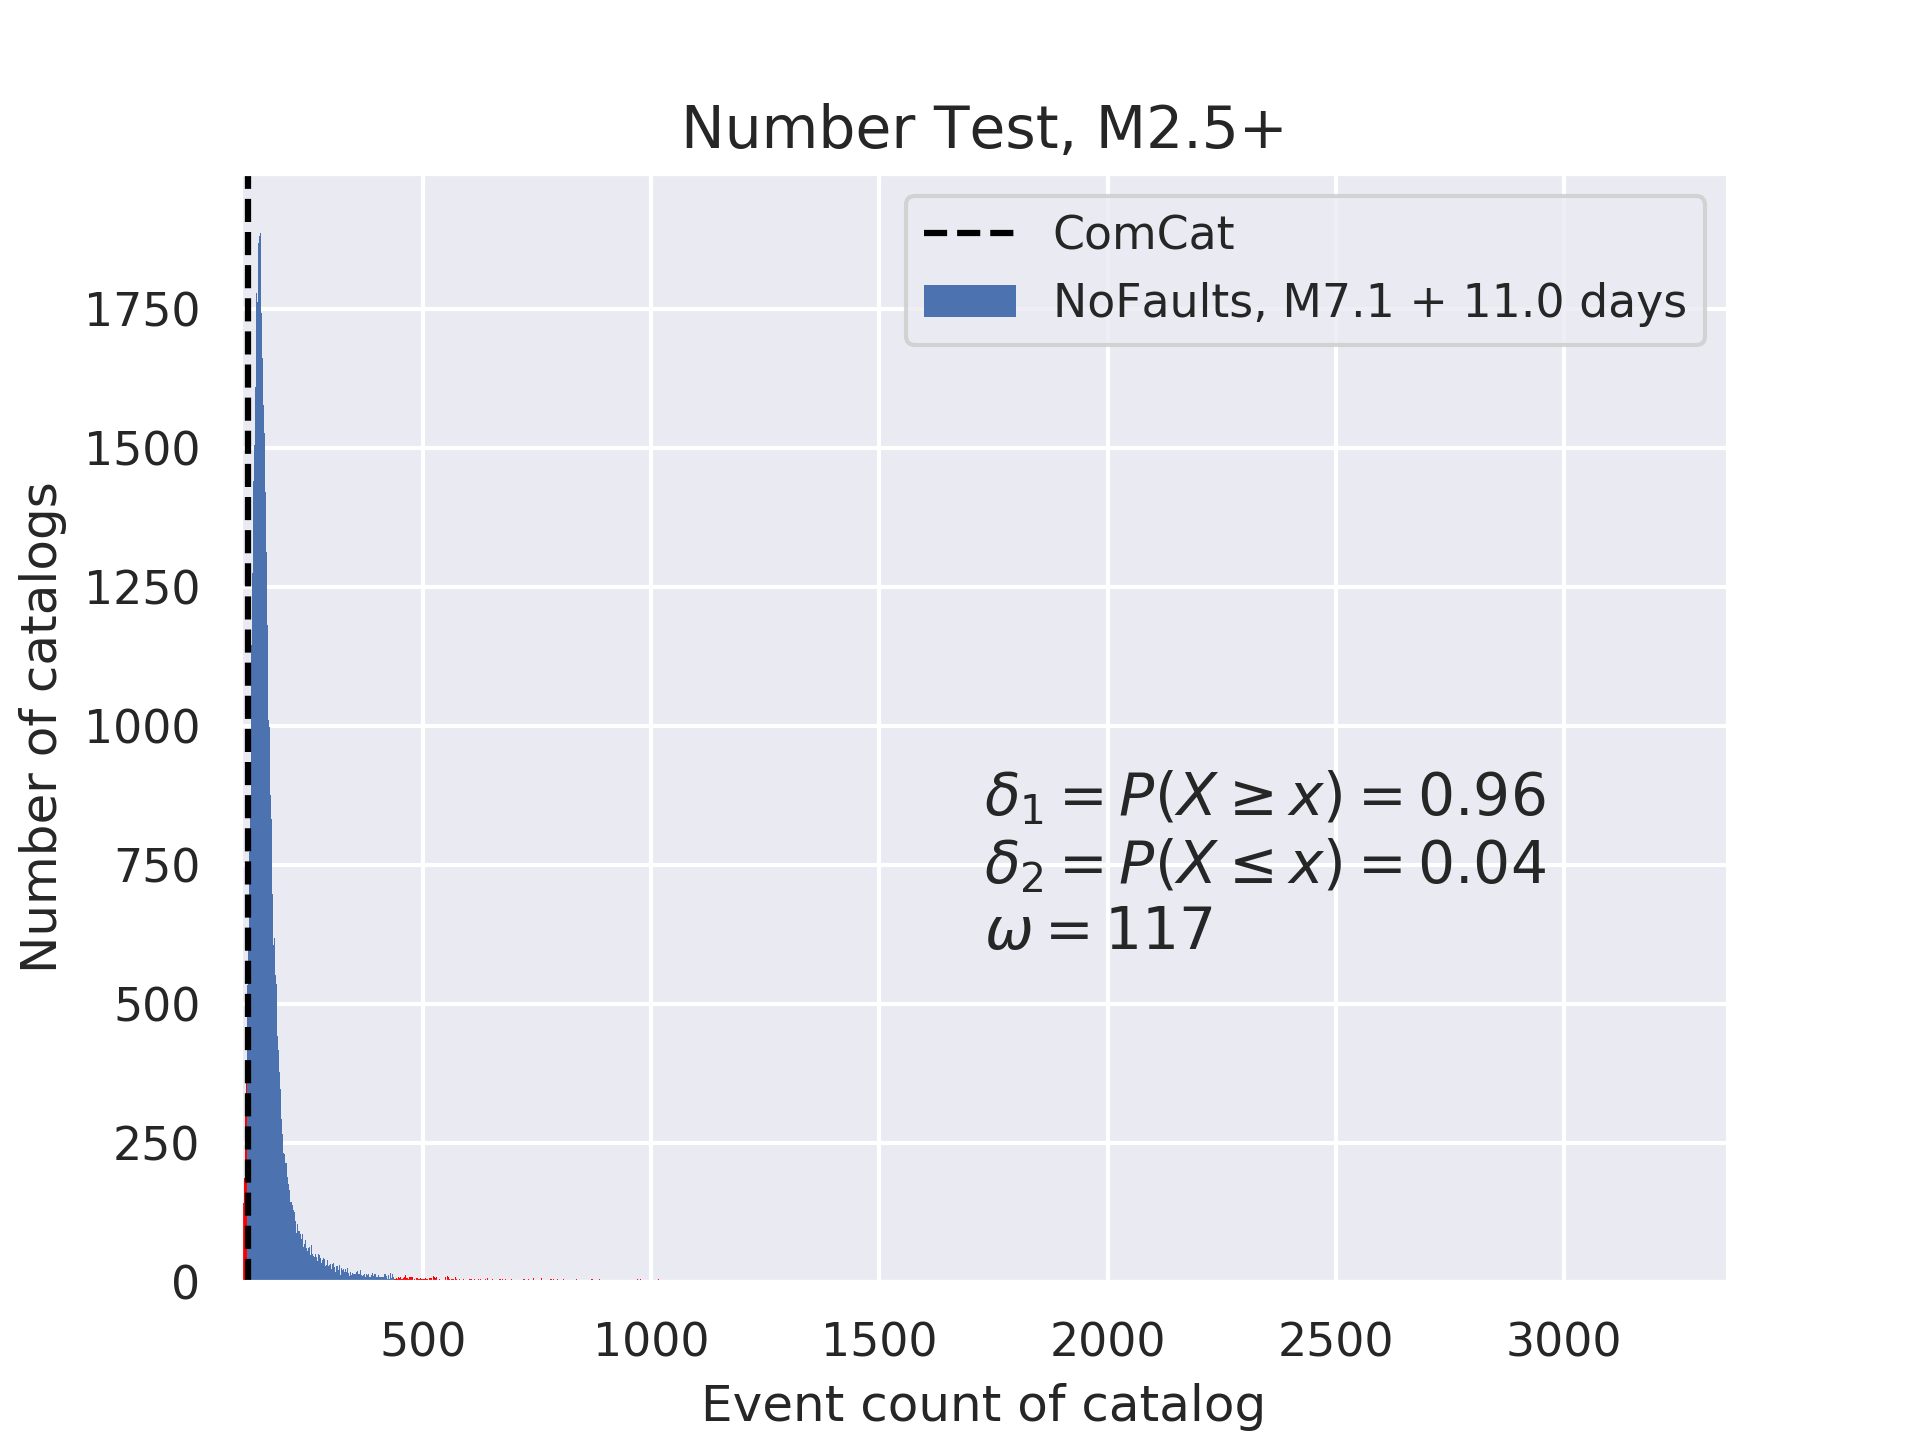 Number Test, M2.5+
ComCat
NoFaults, M7.1 + 11.0 days
Number of catalogs
1750
1500
1250
1000
750
500
250
0
δ₁ = P(X ≥ x) = 0.96
δ₂ = P(X ≤ x) = 0.04
ω = 117
500 1000 1500 2000 2500 3000
Event count of catalog